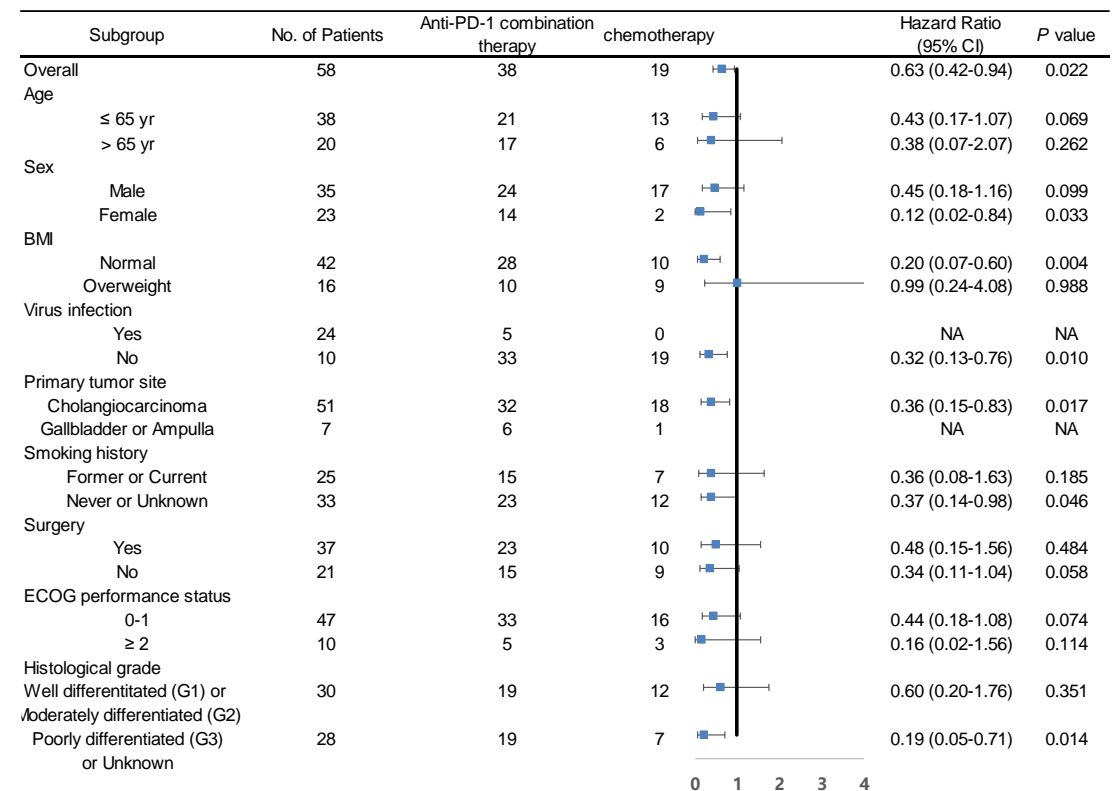 Subgroup No. of Patients Anti-PD-1 combination therapy chemotherapy Hazard Ratio (95% CI) P value
Overall 58 38 19 0.63 (0.42-0.94) 0.022
Age
≤ 65 yr 38 21 13 0.43 (0.17-1.07) 0.069
> 65 yr 20 17 6 0.38 (0.07-2.07) 0.262
Sex
Male 35 24 17 0.45 (0.18-1.16) 0.099
Female 23 14 2 0.12 (0.02-0.84) 0.033
BMI
Normal 42 28 10 0.20 (0.07-0.60) 0.004
Overweight 16 10 9 0.99 (0.24-4.08) 0.988
Virus infection
Yes 24 5 0 NA NA
No 10 33 19 0.32 (0.13-0.76) 0.010
Primary tumor site
Cholangiocarcinoma 51 32 18 0.36 (0.15-0.83) 0.017
Gallbladder or Ampulla 7 6 1 NA NA
Smoking history
Former or Current 25 15 7 0.36 (0.08-1.63) 0.185
Never or Unknown 33 23 12 0.37 (0.14-0.98) 0.046
Surgery
Yes 37 23 10 0.48 (0.15-1.56) 0.484
No 21 15 9 0.34 (0.11-1.04) 0.058
ECOG performance status
0-1 47 33 16 0.44 (0.18-1.08) 0.074
≥ 2 10 5 3 0.16 (0.02-1.56) 0.114
Histological grade
Well differentitated (G1) or 30 19 12 0.60 (0.20-1.76) 0.351
Moderately differentiated (G2)
Poorly differentiated (G3) 28 19 7 0.19 (0.05-0.71) 0.014
or Unknown
0 1 2 3 4